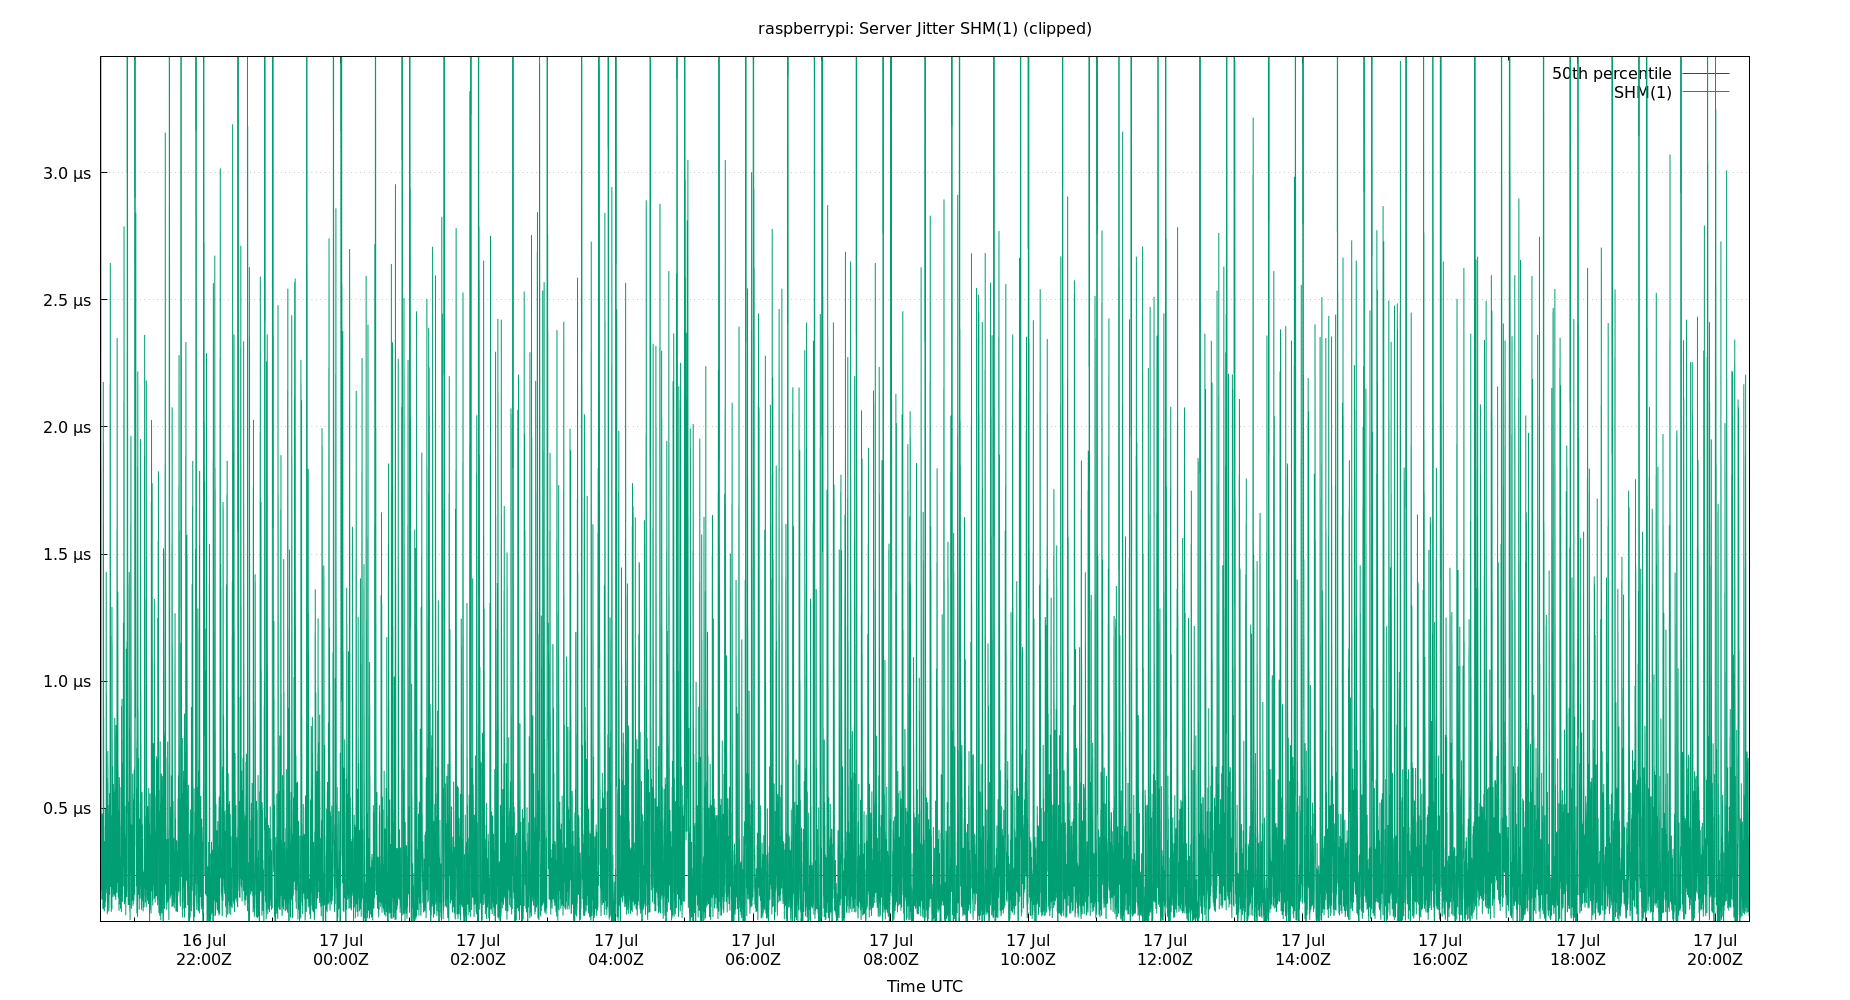 raspberrypi: Server Jitter SHM(1) (clipped)
50th percentile
SHM(1)
3.0 µs
2.5 µs
2.0 µs
1.5 µs
1.0 µs
0.5 µs
16 Jul 17 Jul 17 Jul 17 Jul 17 Jul 17 Jul 17 Jul 17 Jul 17 Jul 17 Jul 17 Jul 17 Jul
22:00Z 00:00Z 02:00Z 04:00Z 06:00Z 08:00Z 10:00Z 12:00Z 14:00Z 16:00Z 18:00Z 20:00Z
Time UTC